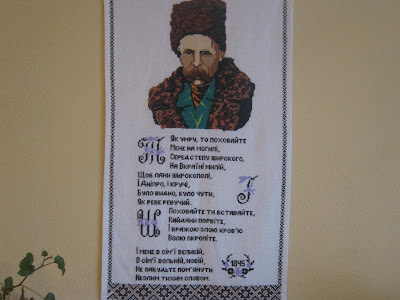 Як умру, то поховайте
Мене на могилі,
Серед степу широкого,
На Вкраїні милій,
Щоб лани широкополі,
І Дніпро, і кручі,
Було видно, було чути,
Як реве ревучий.
Поховайте та вставайте,
Кайдани порвіте,
І вражою злою кров'ю
Волю окропіте.
І мене в сім'ї великій,
В сім'ї вольній, новій,
Не забудьте пом'янути
Незлим тихим словом.
Т
Г
Ш
1845